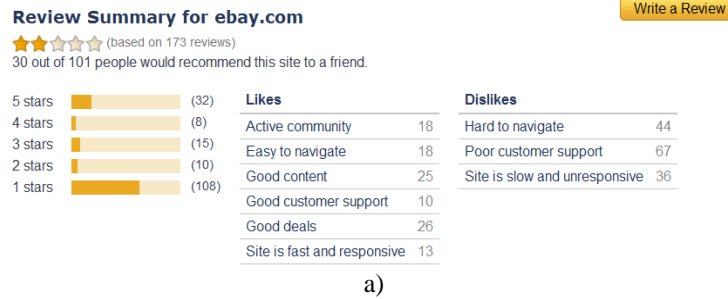 Review Summary for ebay.com
Write a Review
(based on 173 reviews)
30 out of 101 people would recommend this site to a friend.
5 stars (32)
4 stars (8)
3 stars (15)
2 stars (10)
1 stars (108)
Likes
Active community 18
Easy to navigate 18
Good content 25
Good customer support 10
Good deals 26
Site is fast and responsive 13
Dislikes
Hard to navigate 44
Poor customer support 67
Site is slow and unresponsive 36
a)